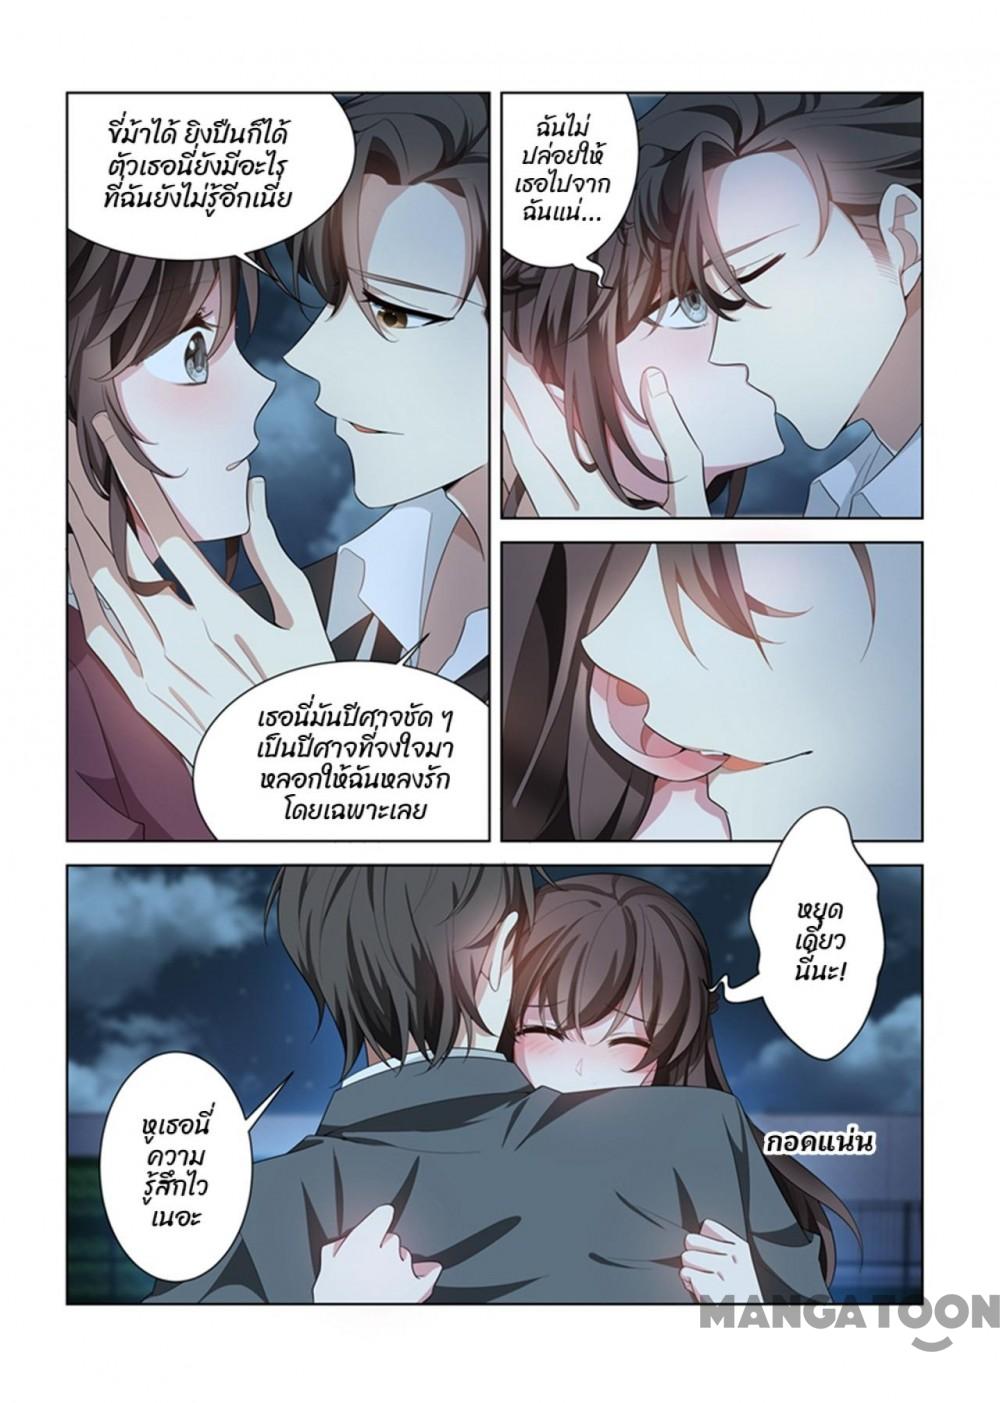 ขี่ม้าได้ ยิงปืนก็ได้
ตัวเธอนี่ยังมีอะไร
ที่ฉันยังไม่รู้อีกเนี่ย
เธอนี่มันปีศาจชัด ๆ
เป็นปีศาจที่จงใจมา
หลอกให้ฉันหลงรัก
โดยเฉพาะเลย
ฉันไม่
ปล่อยให้
เธอไปจาก
ฉันแน่...
หยุด
เดี๋ยว
นี้นะ!
หูเธอนี่
ความ
รู้สึกไว
เนอะ
กอดแน่น
MANGATOON